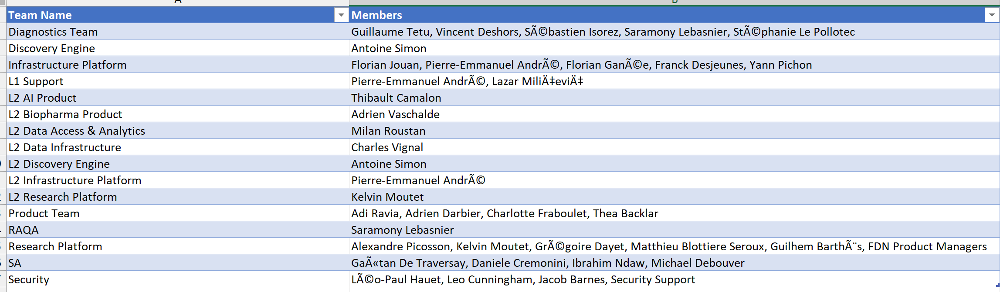 A B
Team Name Members
Diagnostics Team Guillaume Tetu, Vincent Deshors, SÃ©bastien Isorez, Saramony Lebasnier, StÃ©phanie Le Pollotec
Discovery Engine Antoine Simon
Infrastructure Platform Florian Jouan, Pierre-Emmanuel AndrÃ©, Florian GanÃ©e, Franck Desjeunes, Yann Pichon
L1 Support Pierre-Emmanuel AndrÃ©, Lazar MiliÄ‡eviÄ‡
L2 AI Product Thibault Camalon
L2 Biopharma Product Adrien Vaschalde
L2 Data Access & Analytics Milan Roustan
L2 Data Infrastructure Charles Vignal
L2 Discovery Engine Antoine Simon
L2 Infrastructure Platform Pierre-Emmanuel AndrÃ©
L2 Research Platform Kelvin Moutet
Product Team Adi Ravia, Adrien Darbier, Charlotte Fraboulet, Thea Backlar
RAQA Saramony Lebasnier
Research Platform Alexandre Picosson, Kelvin Moutet, GrÃ©goire Dayet, Matthieu Blottiere Seroux, Guilhem BarthÃ¨s, FDN Product Managers
SA GaÃ«tan De Traversay, Daniele Cremonini, Ibrahim Ndaw, Michael Debouver
Security LÃ©o-Paul Hauet, Leo Cunningham, Jacob Barnes, Security Support